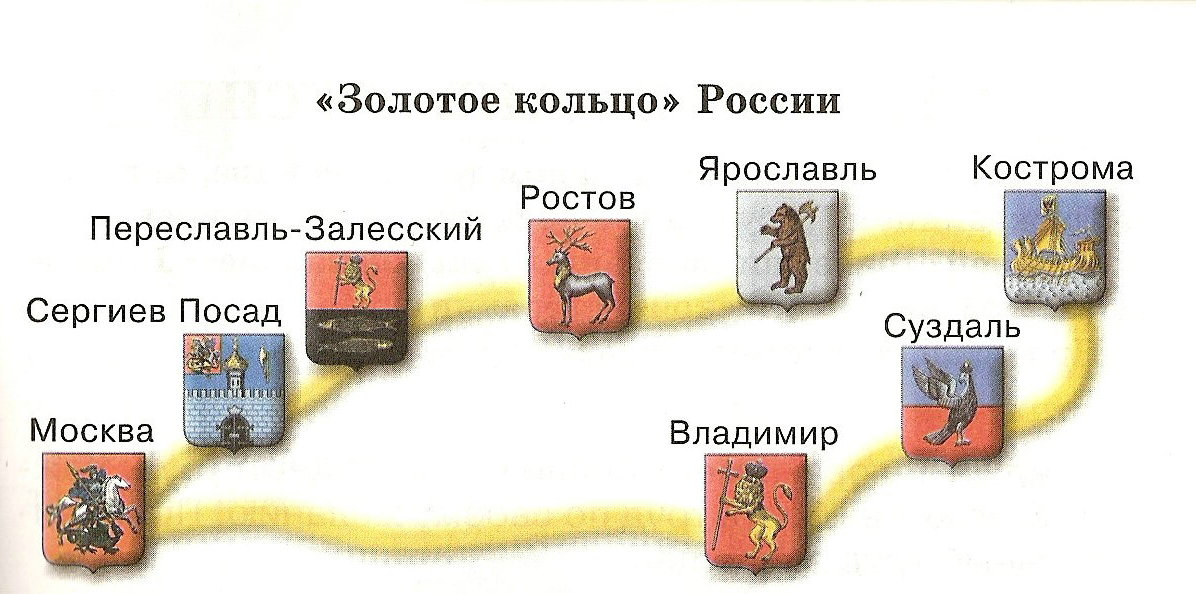 «Золотое кольцо» России
Ярославль
Кострома
Ростов
Переславль-Залесский
Сергиев Посад
Суздаль
Москва
Владимир